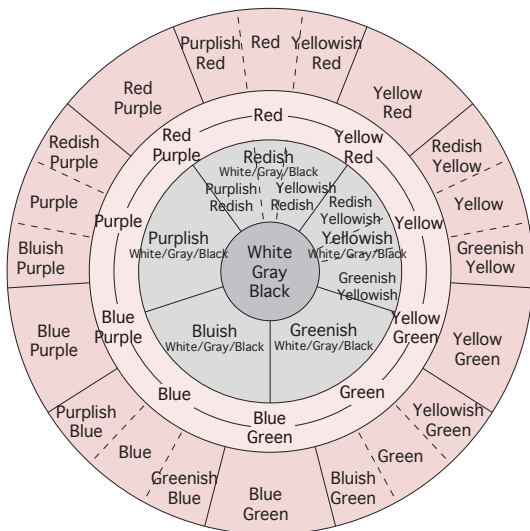 Purplish
Red
Red
Yellowish
Red
Yellow
Red
Redish
Yellow
Yellow
Greenish
Yellow
Yellow
Green
Yellowish
Green
Green
Bluish
Green
Blue
Green
Greenish
Blue
Blue
Purplish
Blue
Blue
Purple
Bluish
Purple
Purple
Redish
Purple
Red
Purple
Red
Yellow
Red
Yellow
Yellow
Green
Green
Blue
Green
Blue
Blue
Purple
Purple
Red
Purple
Redish
White/Gray/Black
Purplish
Redish
Yellowish
Redish
Redish
Yellowish
Yellowish
White/Gray/Black
Greenish
Yellowish
Greenish
White/Gray/Black
Bluish
White/Gray/Black
Purplish
White/Gray/Black
White
Gray
Black